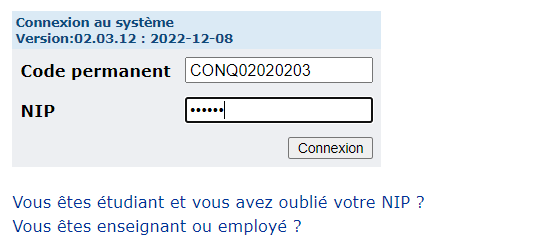 Connexion au système
Version:02.03.12 : 2022-12-08
Code permanent CONQ02020203
NIP ••••••
Connexion
Vous êtes étudiant et vous avez oublié votre NIP ?
Vous êtes enseignant ou employé ?